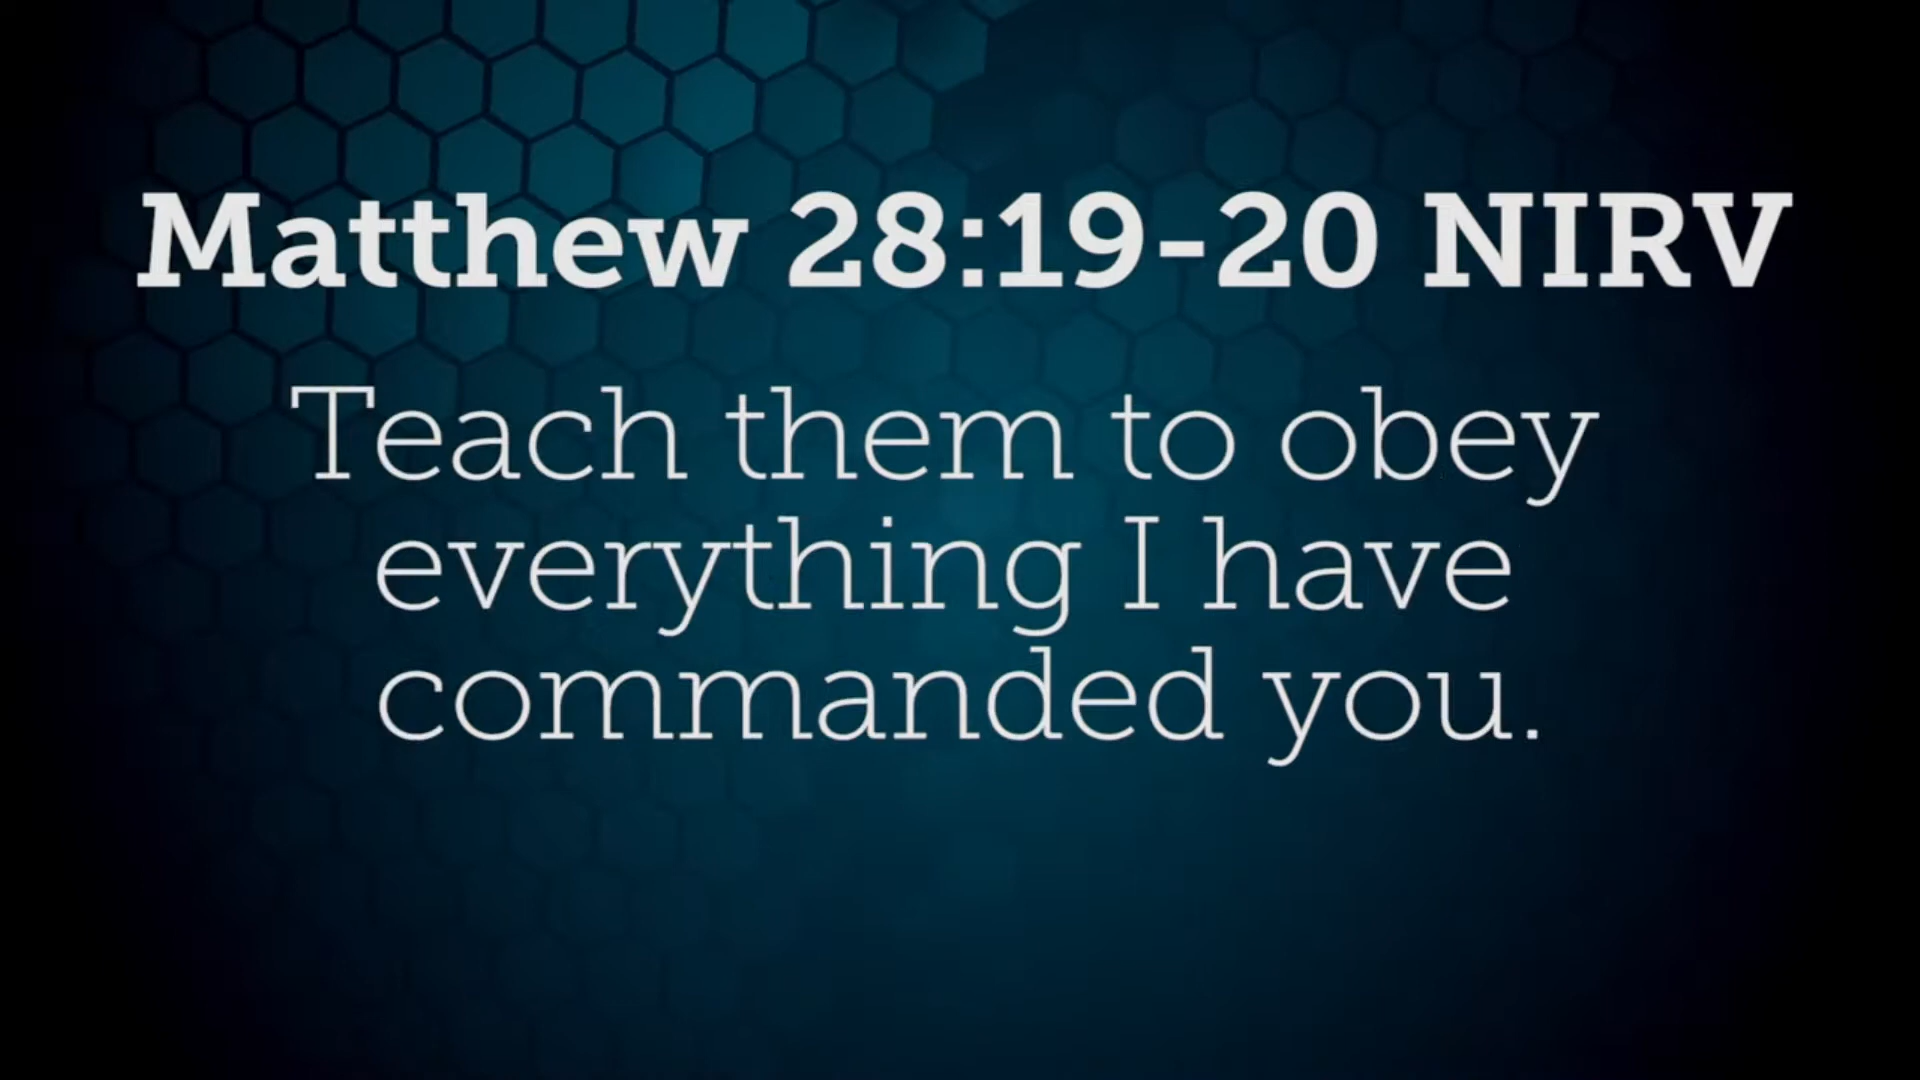 Matthew 28:19-20 NIRV
Teach them to obey
everything I have
commanded you.